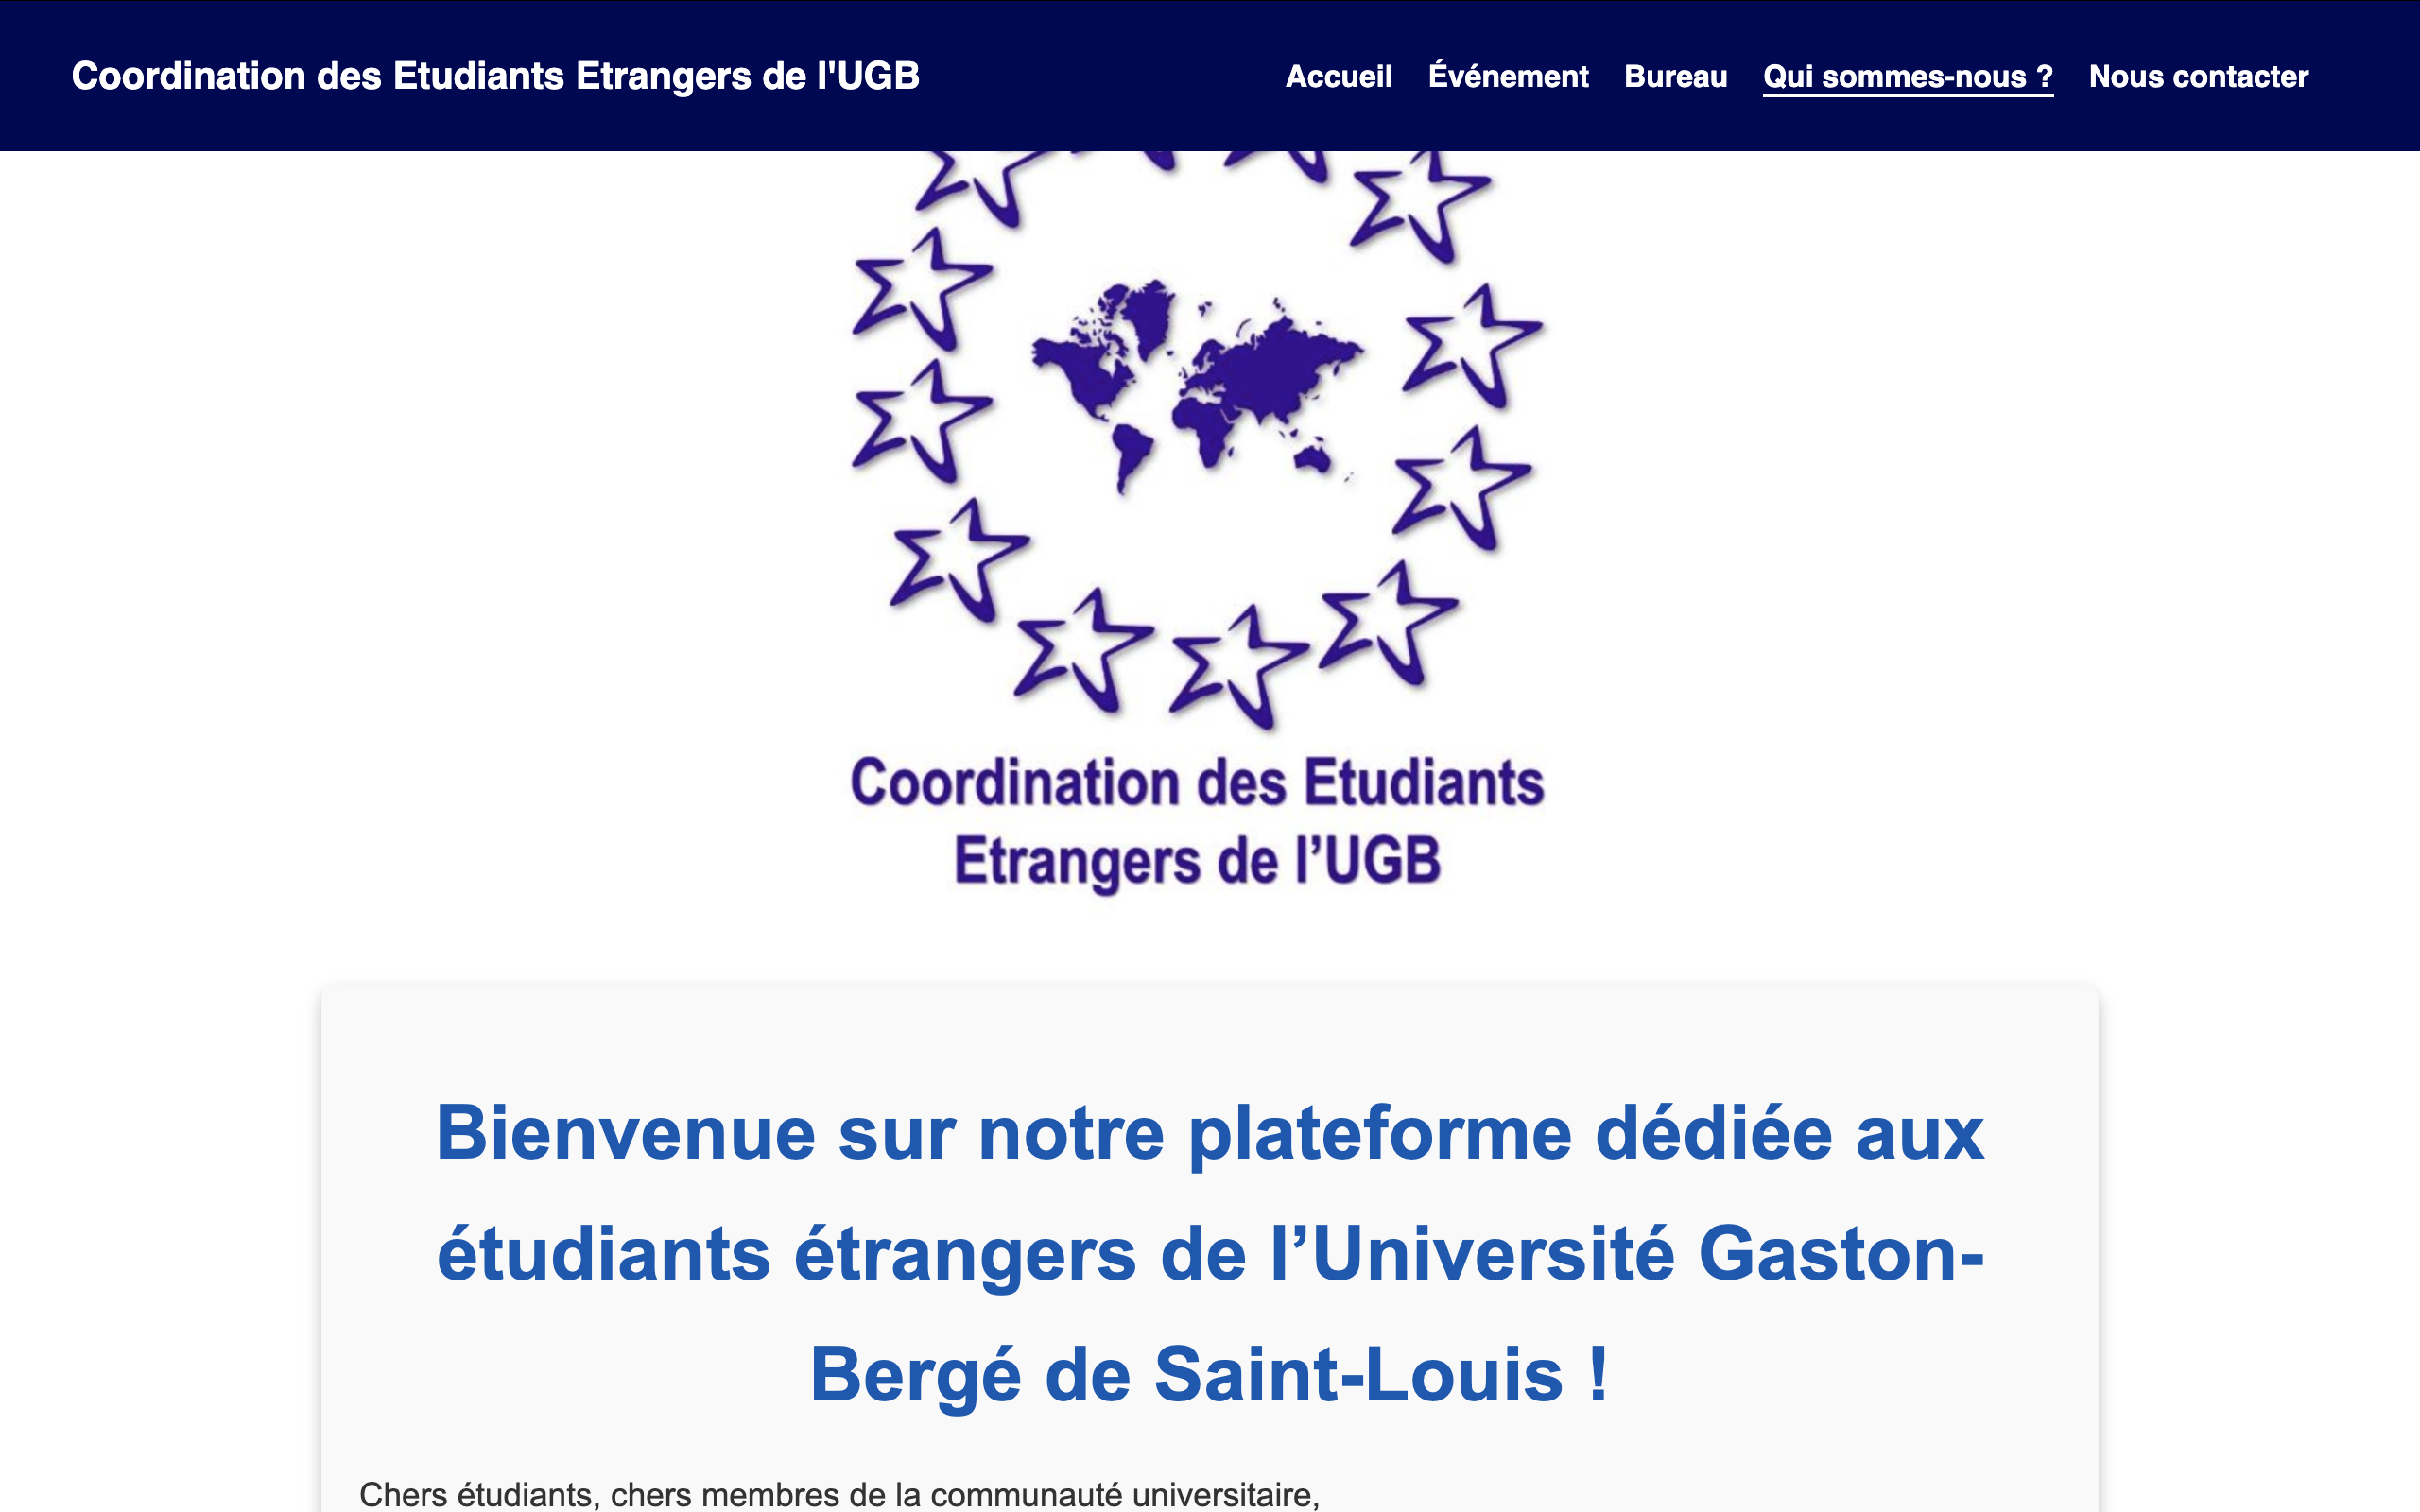 Coordination des Etudiants Etrangers de l'UGB
Accueil Événement Bureau Qui sommes-nous ? Nous contacter
Coordination des Etudiants
Etrangers de l’UGB
Bienvenue sur notre plateforme dédiée aux
étudiants étrangers de l’Université Gaston-
Bergé de Saint-Louis !
Chers étudiants, chers membres de la communauté universitaire,